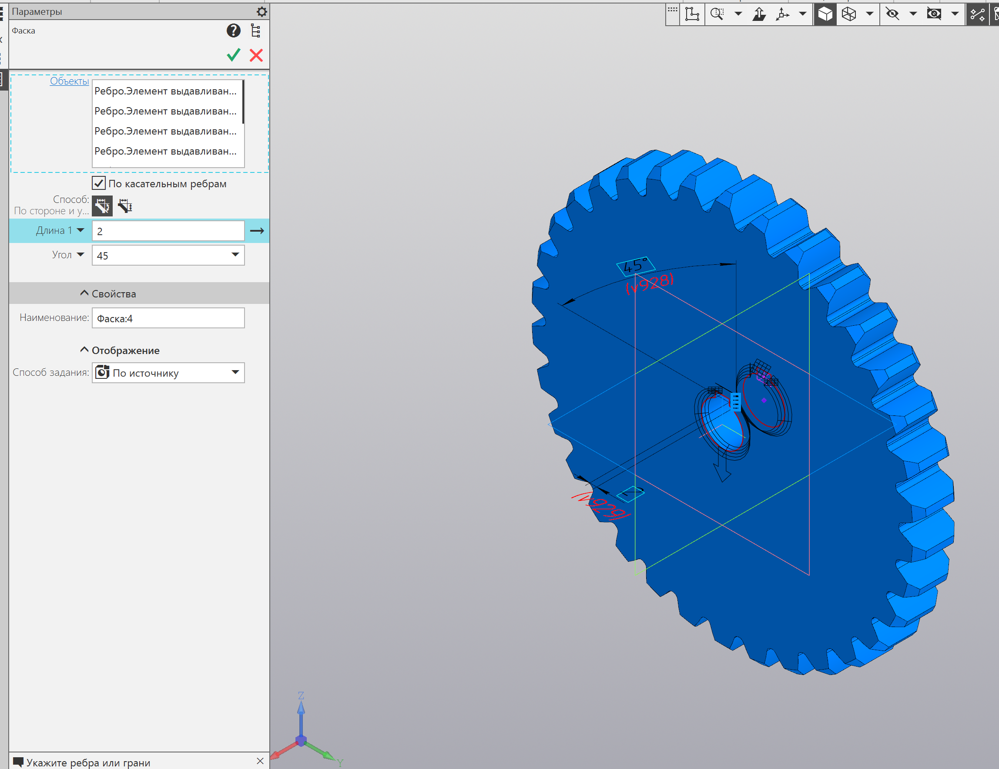 Параметры
Фаска
Объекты
Ребро.Элемент выдавливан...
Ребро.Элемент выдавливан...
Ребро.Элемент выдавливан...
Ребро.Элемент выдавливан...
По касательным ребрам
Способ:
По стороне и у...
Длина 1
2
Угол
45
Свойства
Наименование:
Фаска:4
Отображение
Способ задания:
По источнику
Укажите ребра или грани
45°
(v928)
2
(v929)
Z
Y